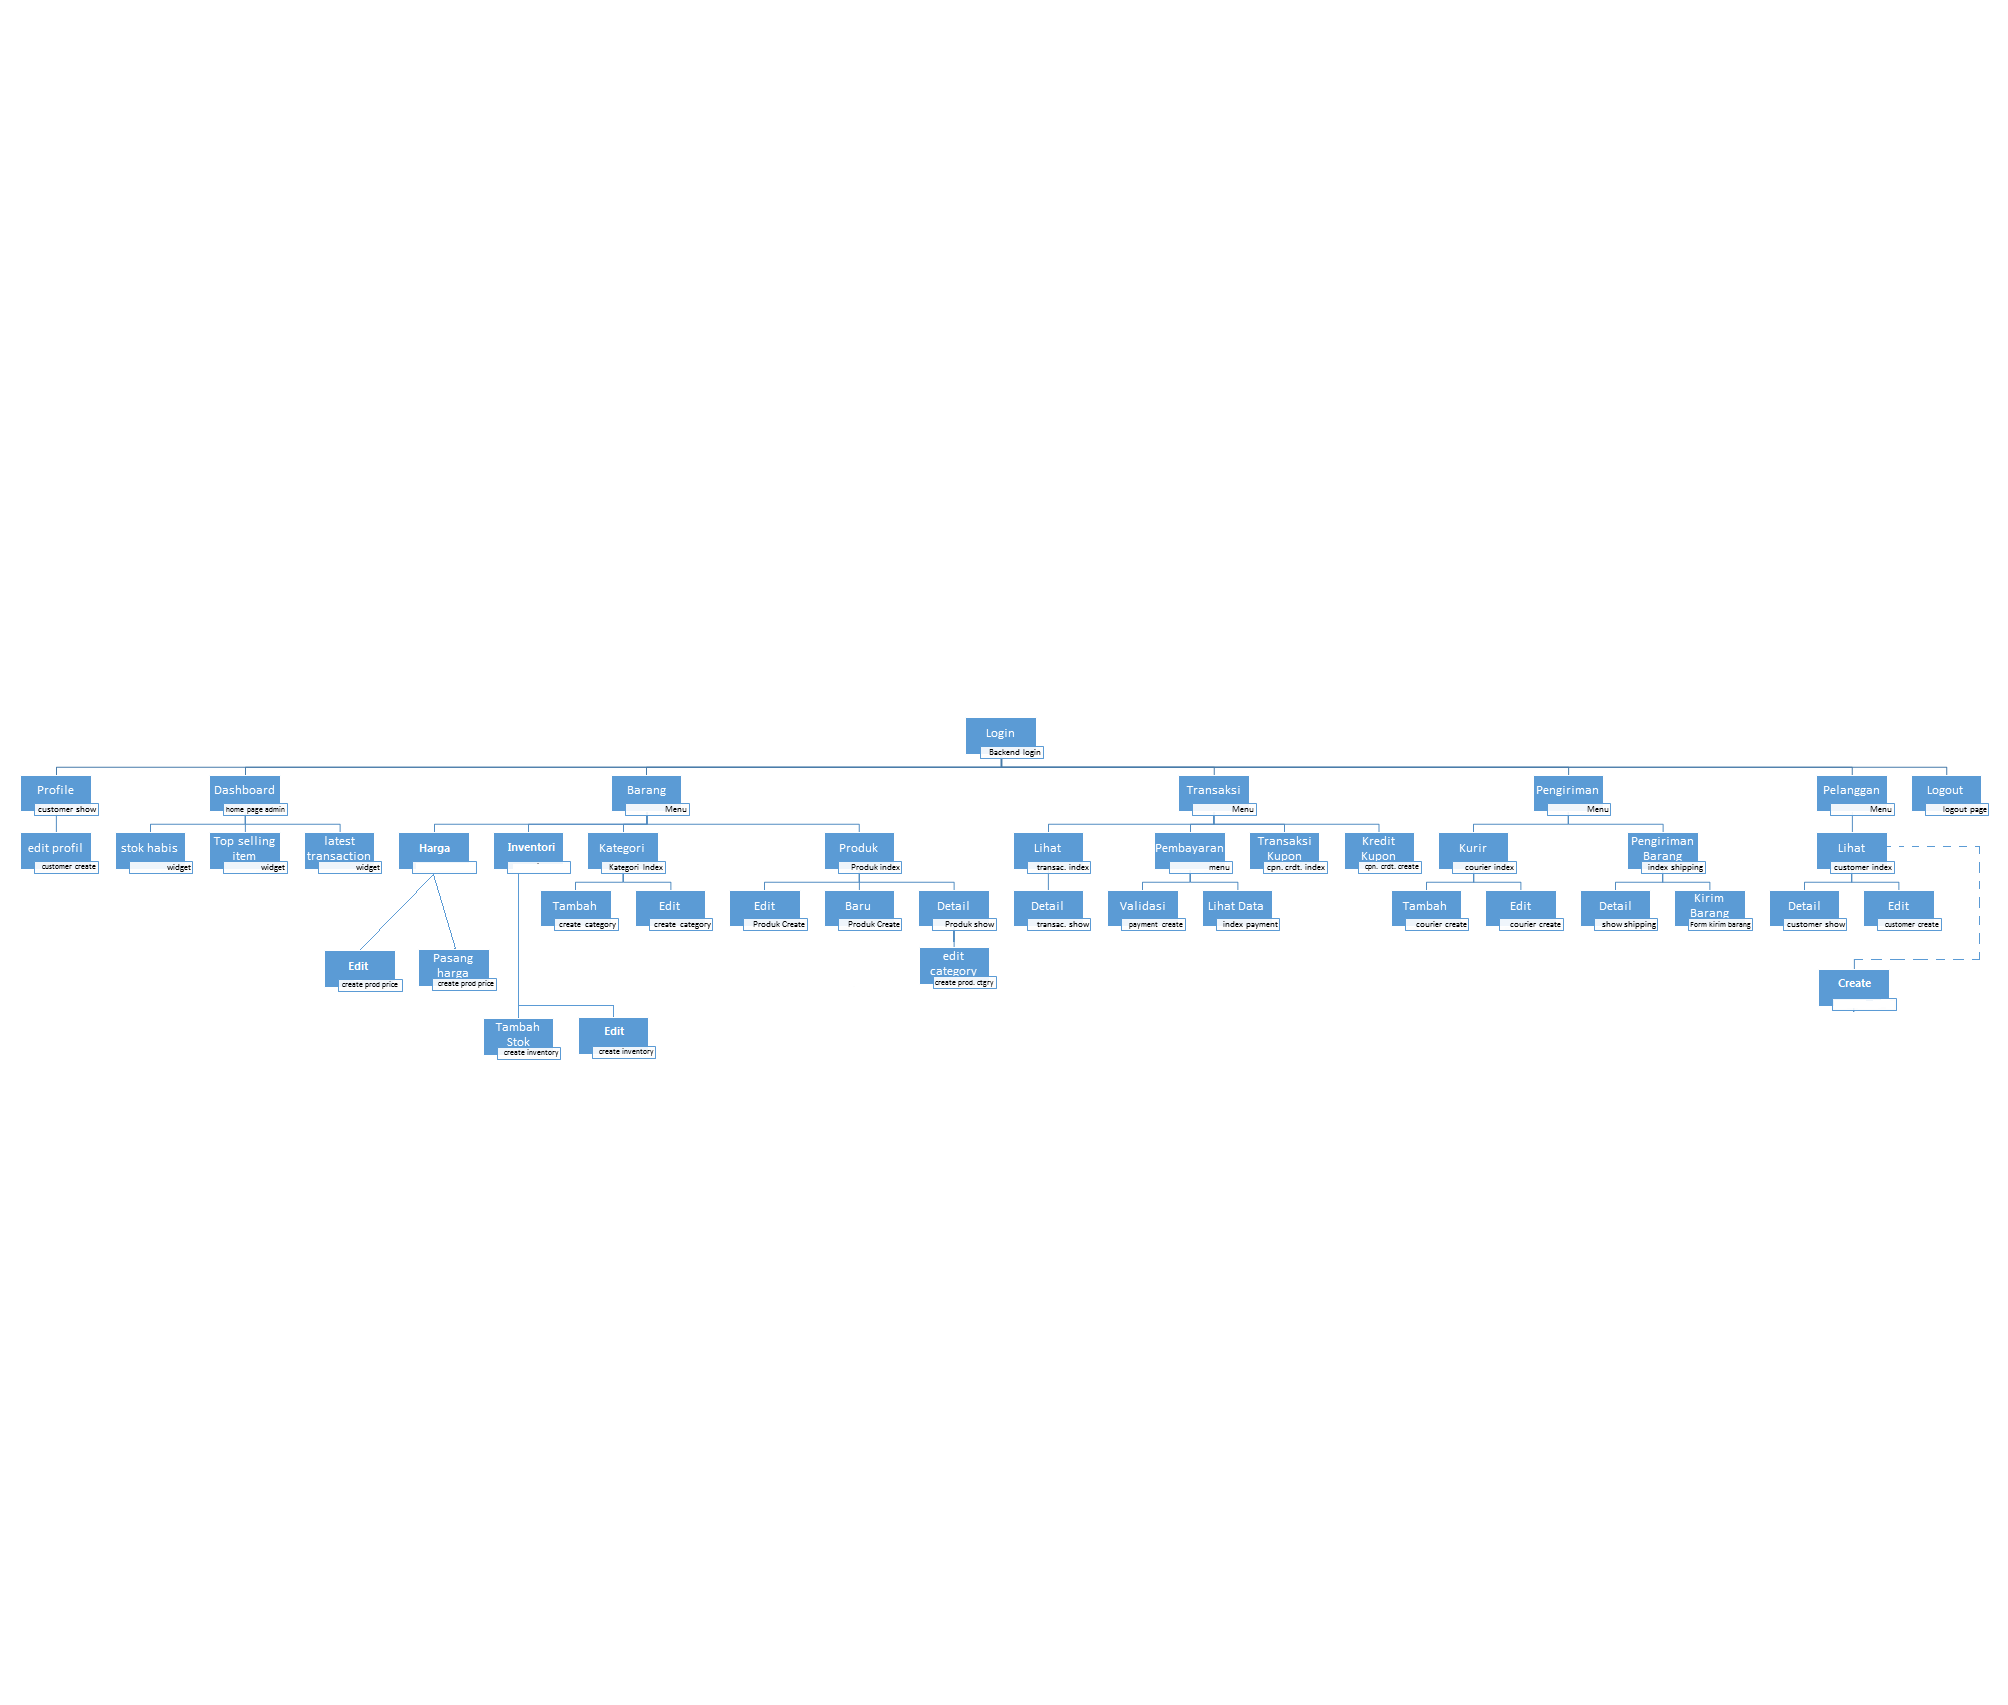 Login
Backend login
Profile
customer show
Dashboard
home page admin
Barang
Menu
Transaksi
Menu
Pengiriman
Menu
Pelanggan
Menu
Logout
logout page
edit profil
customer create
stok habis
widget
Top selling
item
widget
latest
transaction
widget
Harga
Inventori
Kategori
Kategori Index
Produk
Produk index
Lihat
transac. index
Pembayaran
menu
Transaksi
Kupon
cpn. crdt. index
Kredit
Kupon
cpn. crdt. create
Kurir
courier index
Pengiriman
Barang
index shipping
Lihat
customer index
Tambah
create category
Edit
create category
Edit
Produk Create
Baru
Produk Create
Detail
Produk show
Detail
transac. show
Validasi
payment create
Lihat Data
index payment
Tambah
courier create
Edit
courier create
Detail
show shipping
Kirim
Barang
Form kirim barang
Detail
customer show
Edit
customer create
Edit
create prod price
Pasang
harga
create prod price
edit
category
create prod. ctgry
Create
Tambah
Stok
create inventory
Edit
create inventory